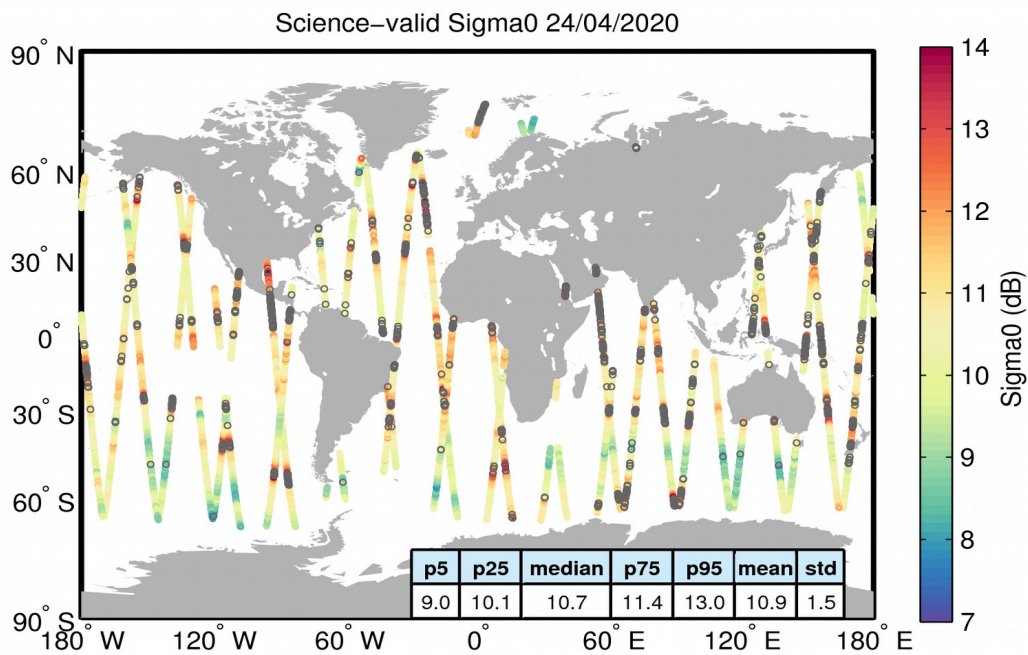 Science−valid Sigma0 24/04/2020
90° N
60° N
30° N
0°
30° S
60° S
90° S
180° W
120° W
60° W
0°
60° E
120° E
180° E
p5 p25 median p75 p95 mean std
9.0 10.1 10.7 11.4 13.0 10.9 1.5
14
13
12
11
10
9
8
7
Sigma0 (dB)